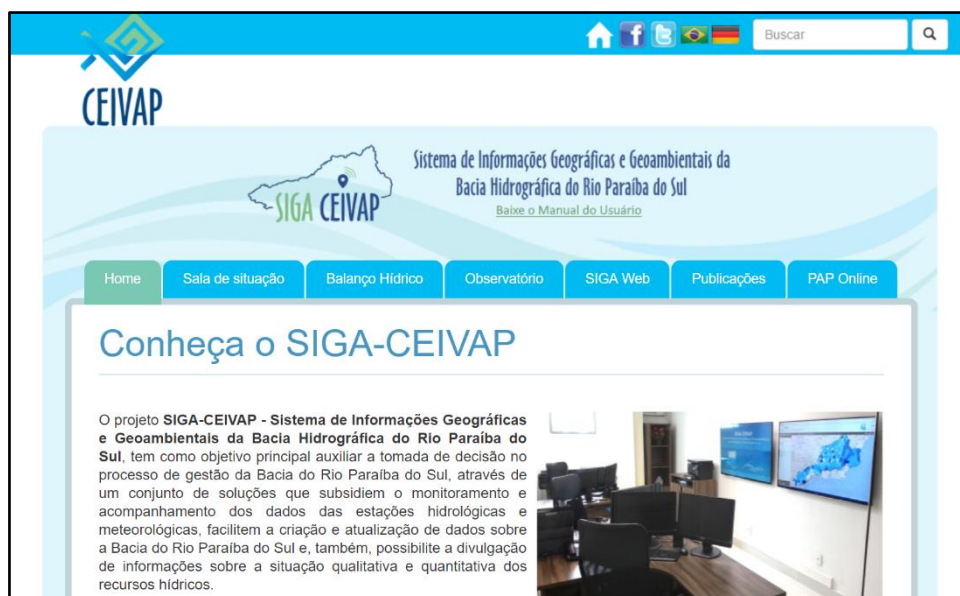 Buscar
CEIVAP
SIGA CEIVAP
Sistema de Informações Geográficas e Geoambientais da
Bacia Hidrográfica do Rio Paraíba do Sul
Baixe o Manual do Usuário
Home
Sala de situação
Balanço Hídrico
Observatório
SIGA Web
Publicações
PAP Online
Conheça o SIGA-CEIVAP
O projeto SIGA-CEIVAP - Sistema de Informações Geográficas
e Geoambientais da Bacia Hidrográfica do Rio Paraíba do
Sul, tem como objetivo principal auxiliar a tomada de decisão no
processo de gestão da Bacia do Rio Paraíba do Sul, através de
um conjunto de soluções que subsidiem o monitoramento e
acompanhamento dos dados das estações hidrológicas e
meteorológicas, facilitem a criação e atualização de dados sobre
a Bacia do Rio Paraíba do Sul e, também, possibilite a divulgação
de informações sobre a situação qualitativa e quantitativa dos
recursos hídricos.